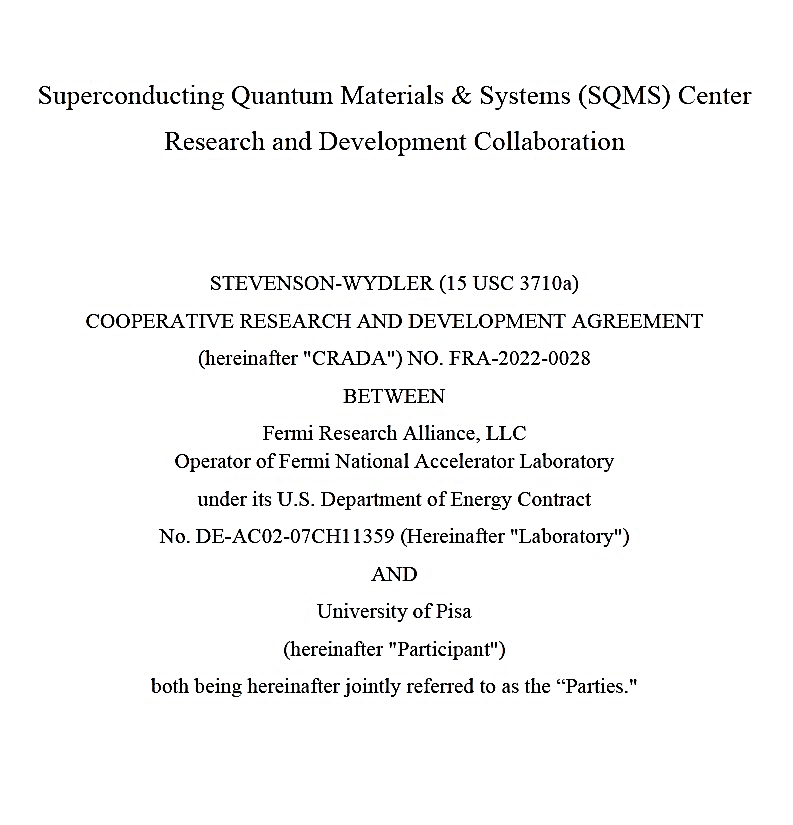 Superconducting Quantum Materials & Systems (SQMS) Center
Research and Development Collaboration
STEVENSON-WYDLER (15 USC 3710a)
COOPERATIVE RESEARCH AND DEVELOPMENT AGREEMENT
(hereinafter "CRADA") NO. FRA-2022-0028
BETWEEN
Fermi Research Alliance, LLC
Operator of Fermi National Accelerator Laboratory
under its U.S. Department of Energy Contract
No. DE-AC02-07CH11359 (Hereinafter "Laboratory")
AND
University of Pisa
(hereinafter "Participant")
both being hereinafter jointly referred to as the “Parties."